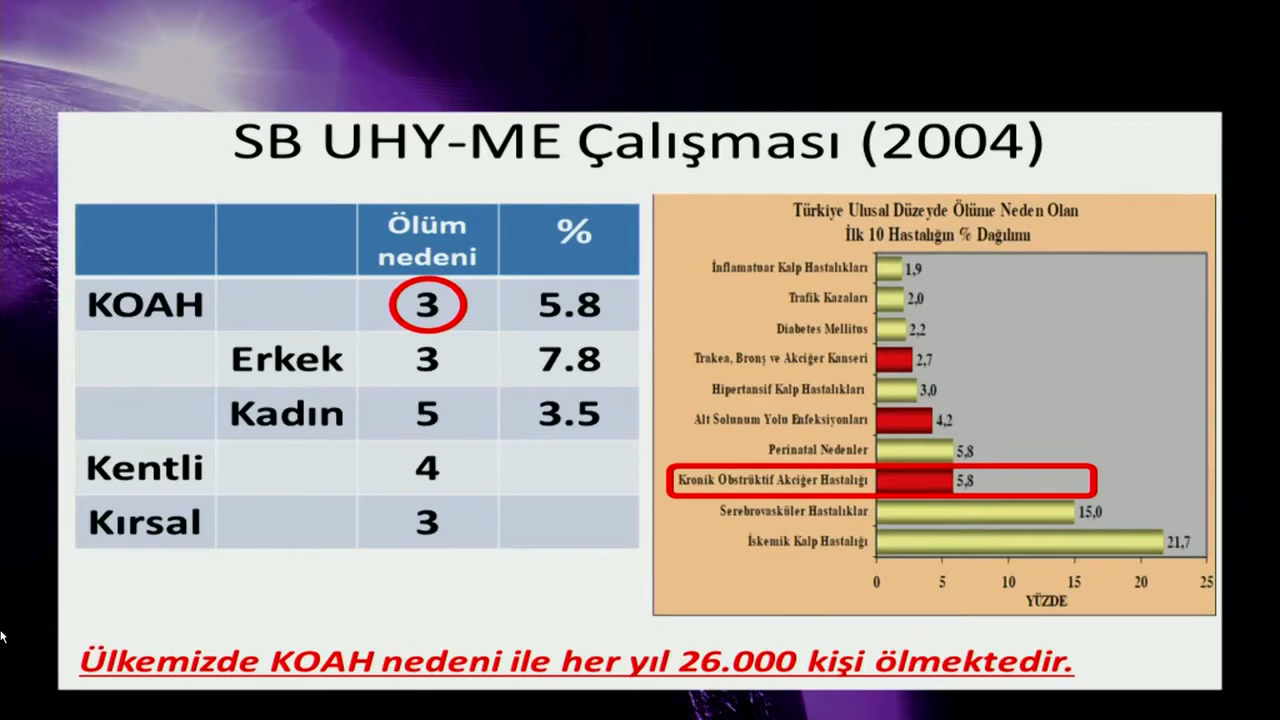 SB UHY-ME Çalışması (2004)
Ölüm nedeni %
KOAH 3 5.8
Erkek 3 7.8
Kadın 5 3.5
Kentli 4
Kırsal 3
Türkiye Ulusal Düzeyde Ölüme Neden Olan
İlk 10 Hastalığın % Dağılımı
İnflamatuar Kalp Hastalıkları 1,9
Trafik Kazaları 2,0
Diabetes Mellitus 2,2
Trakea, Bronş ve Akciğer Kanseri 2,7
Hipertansif Kalp Hastalıkları 3,0
Alt Solunum Yolu Enfeksiyonları 4,2
Perinatal Nedenler 5,8
Kronik Obstrüktif Akciğer Hastalığı 5,8
Serebrovasküler Hastalıklar 15,0
İskemik Kalp Hastalığı 21,7
0 5 10 15 20 25
YÜZDE
Ülkemizde KOAH nedeni ile her yıl 26.000 kişi ölmektedir.